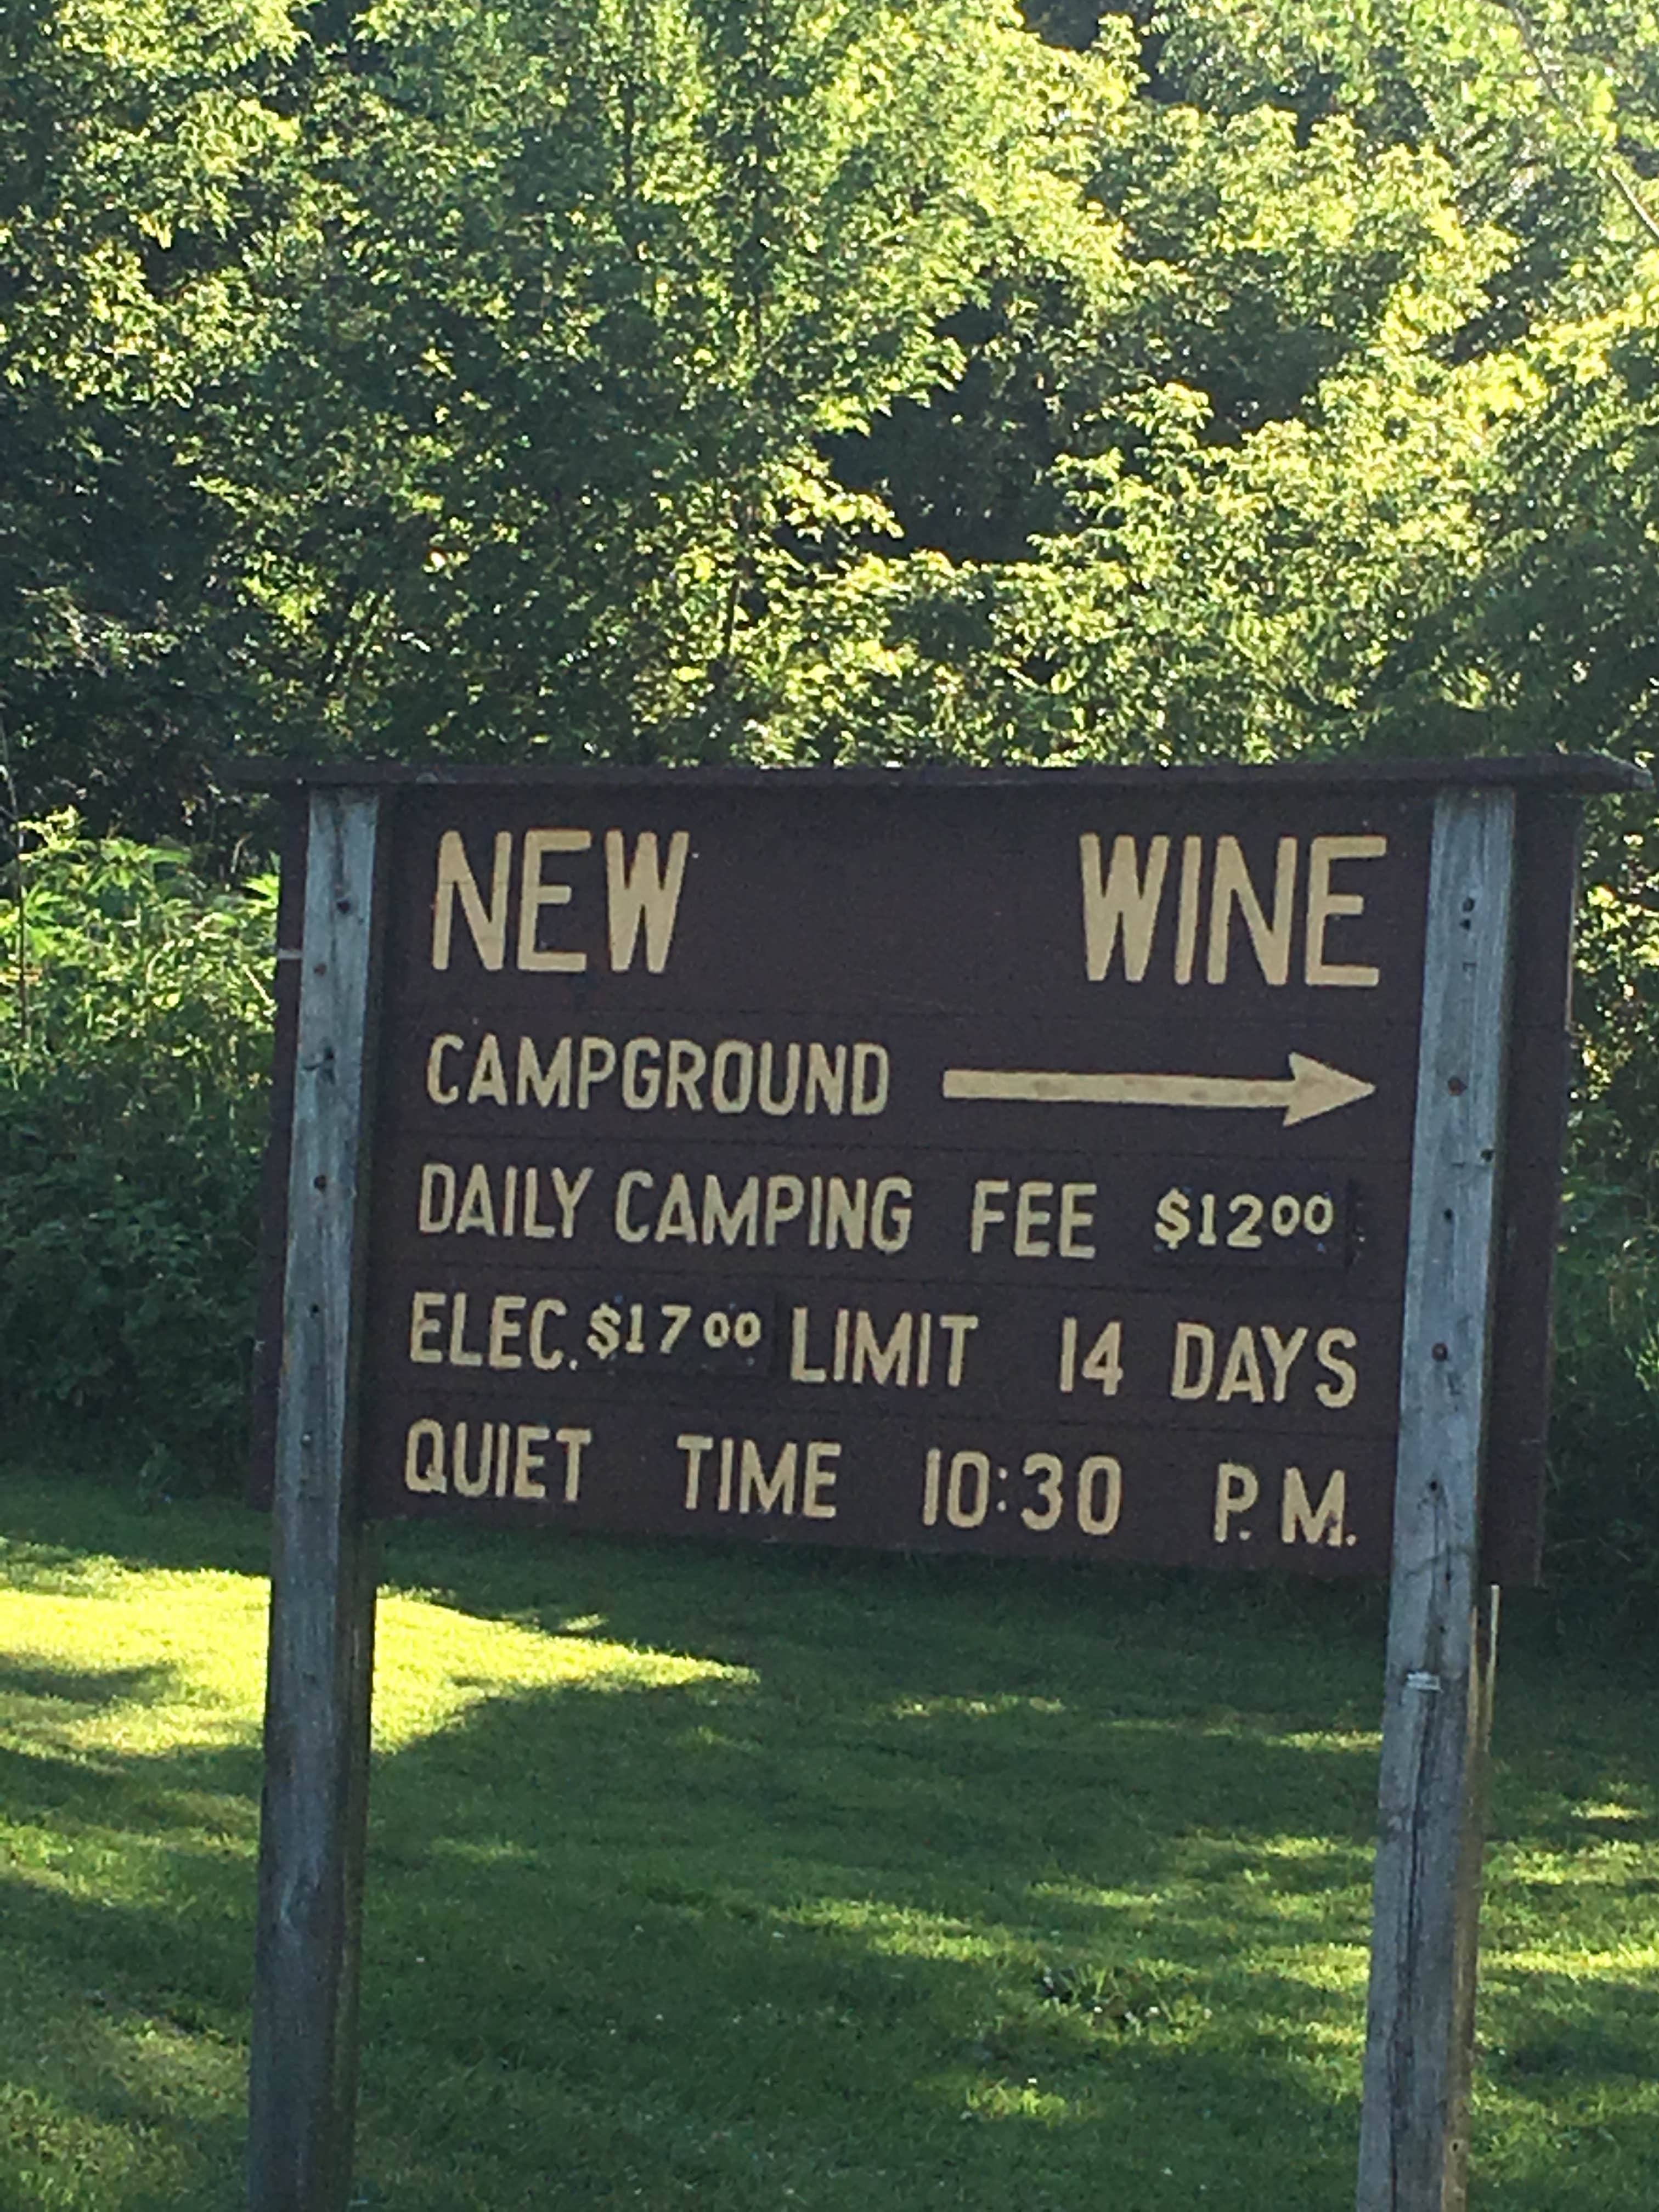 NEW WINE
CAMPGROUND
DAILY CAMPING FEE $1200
ELEC. $1700 LIMIT 14 DAYS
QUIET TIME 10:30 P.M.